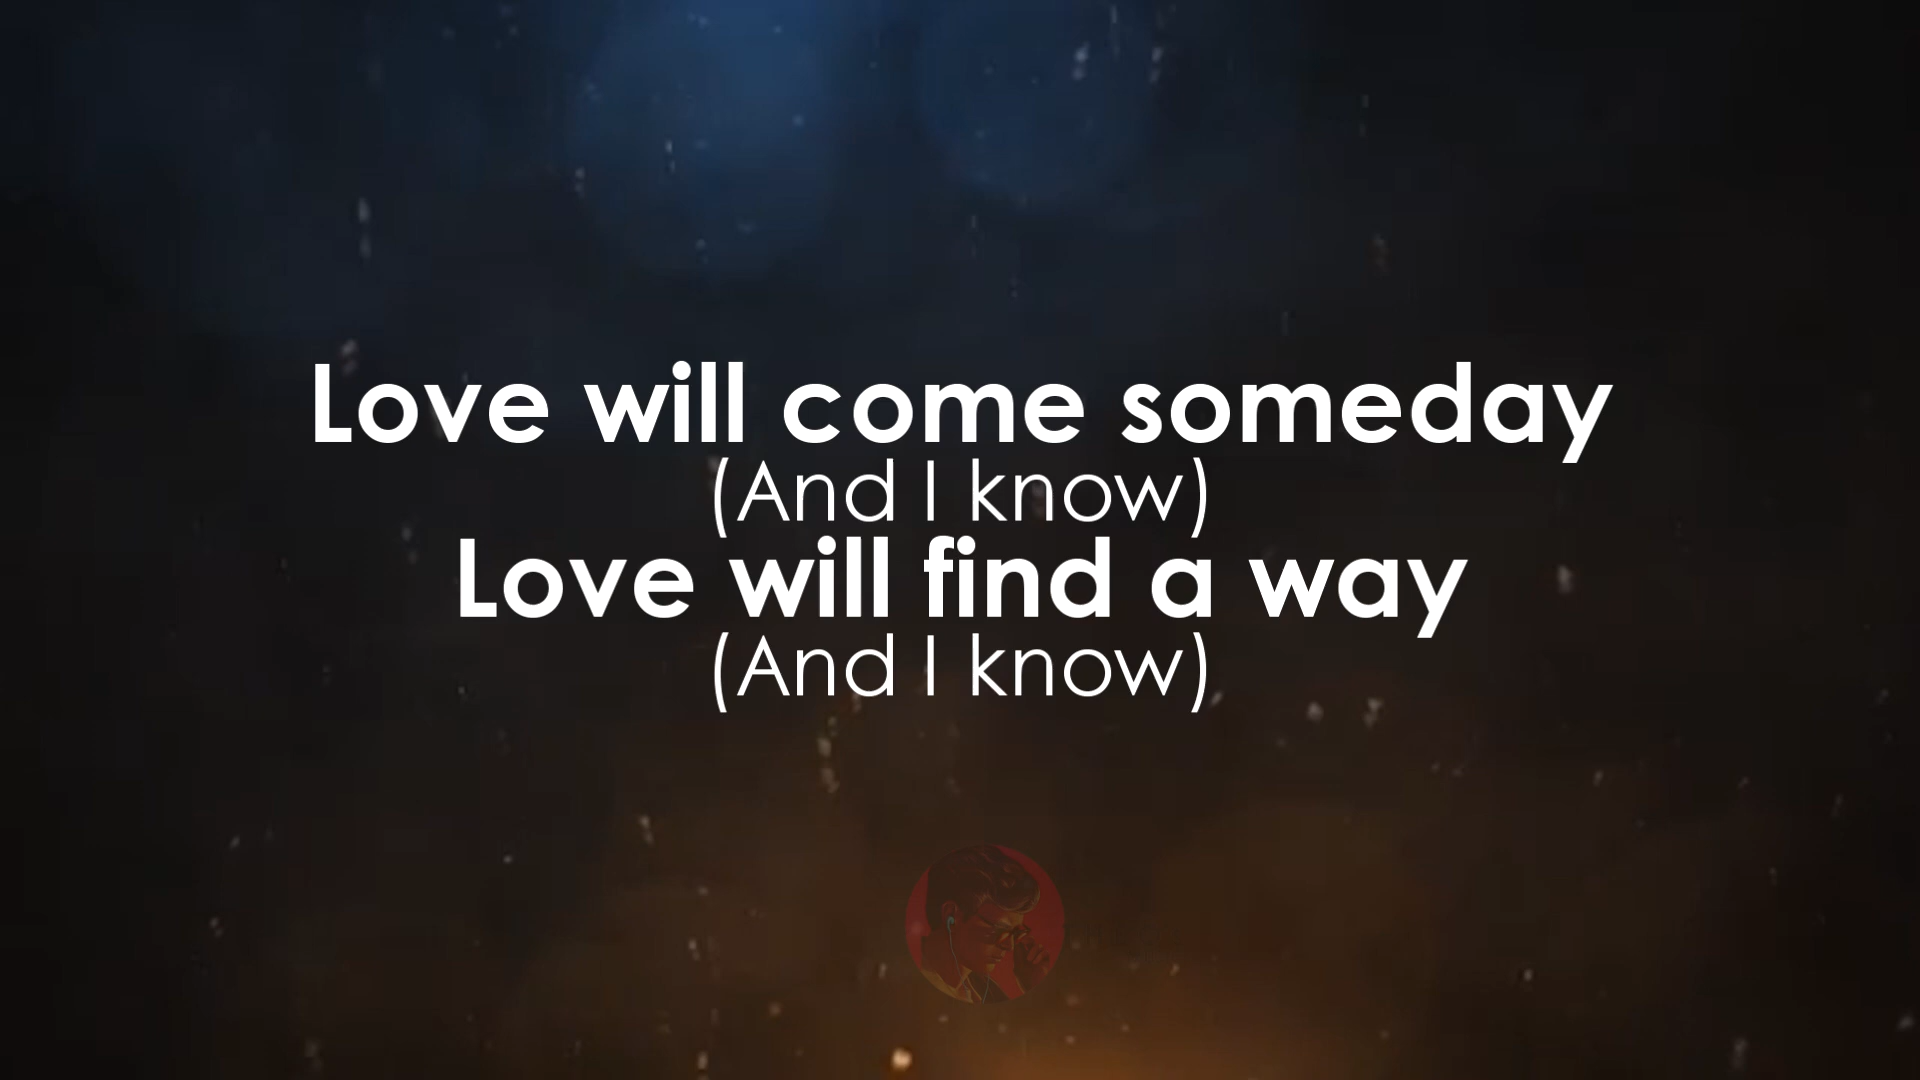 Love will come someday
(And I know)
Love will find a way
(And I know)